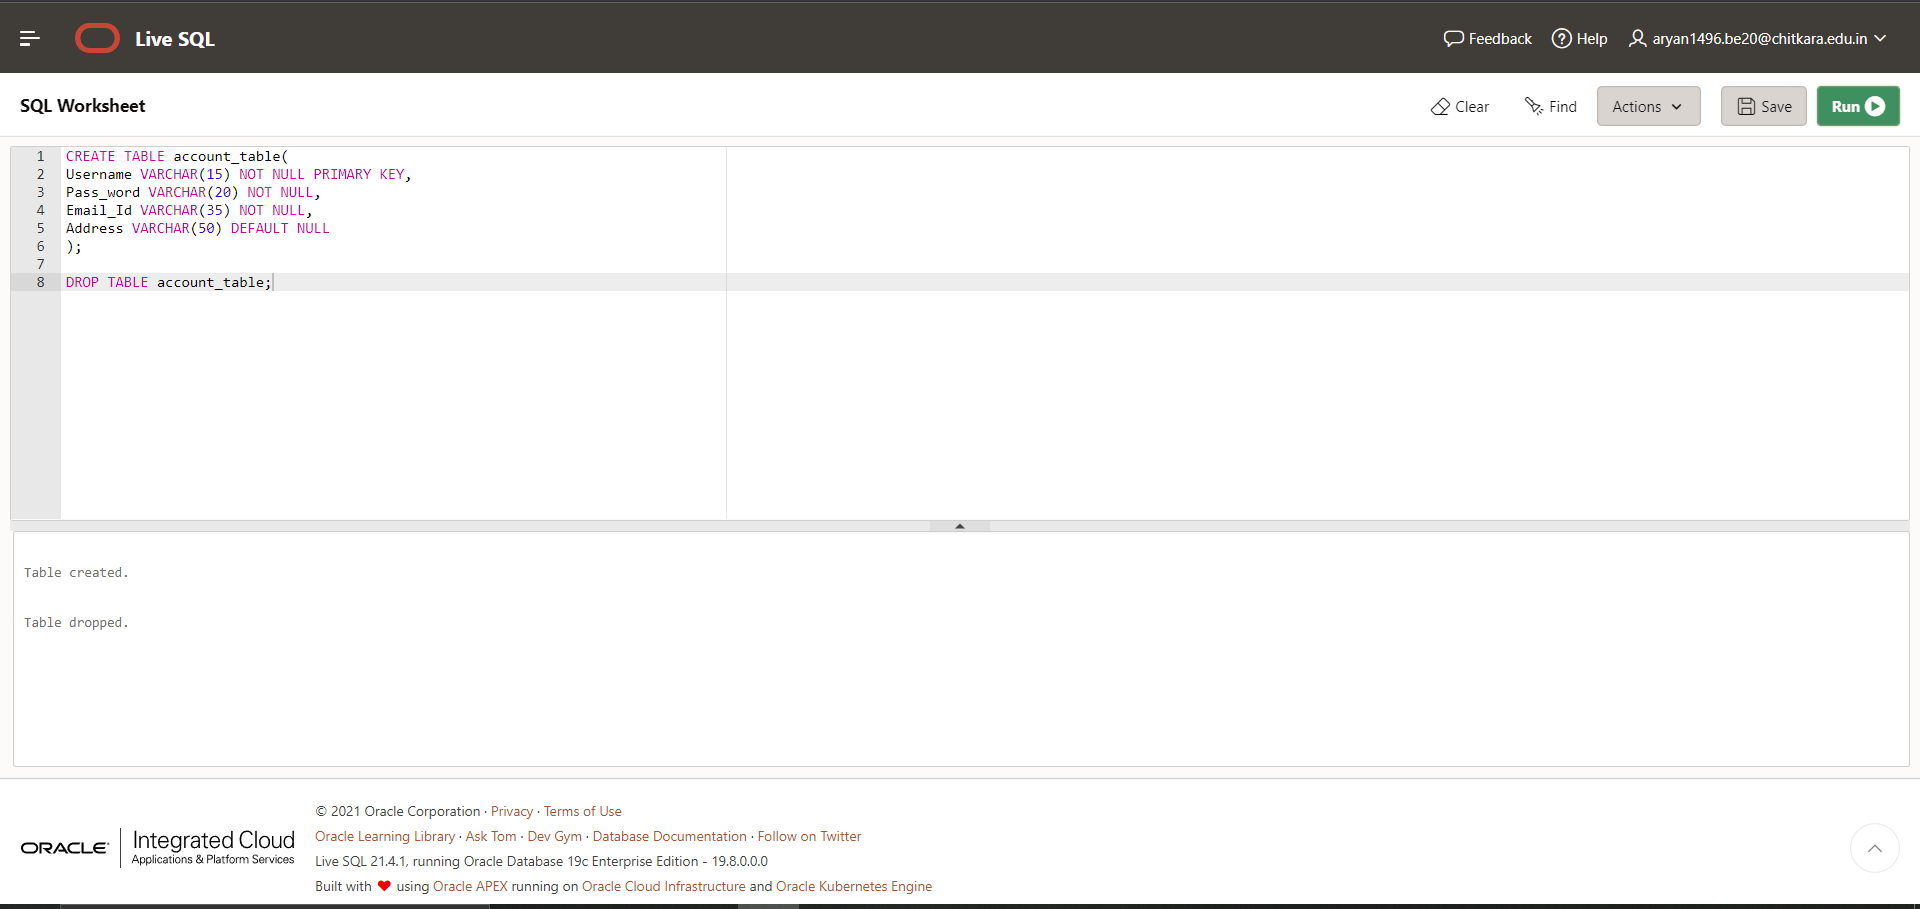 Live SQL
Feedback
Help
aryan1496.be20@chitkara.edu.in
SQL Worksheet
Clear
Find
Actions
Save
Run
1 CREATE TABLE account_table(
2 Username VARCHAR(15) NOT NULL PRIMARY KEY,
3 Pass_word VARCHAR(20) NOT NULL,
4 Email_Id VARCHAR(35) NOT NULL,
5 Address VARCHAR(50) DEFAULT NULL
6 );
7
8 DROP TABLE account_table;
Table created.
Table dropped.
ORACLE
Integrated Cloud
Applications & Platform Services
© 2021 Oracle Corporation · Privacy · Terms of Use
Oracle Learning Library · Ask Tom · Dev Gym · Database Documentation · Follow on Twitter
Live SQL 21.4.1, running Oracle Database 19c Enterprise Edition - 19.8.0.0.0
Built with ❤ using Oracle APEX running on Oracle Cloud Infrastructure and Oracle Kubernetes Engine